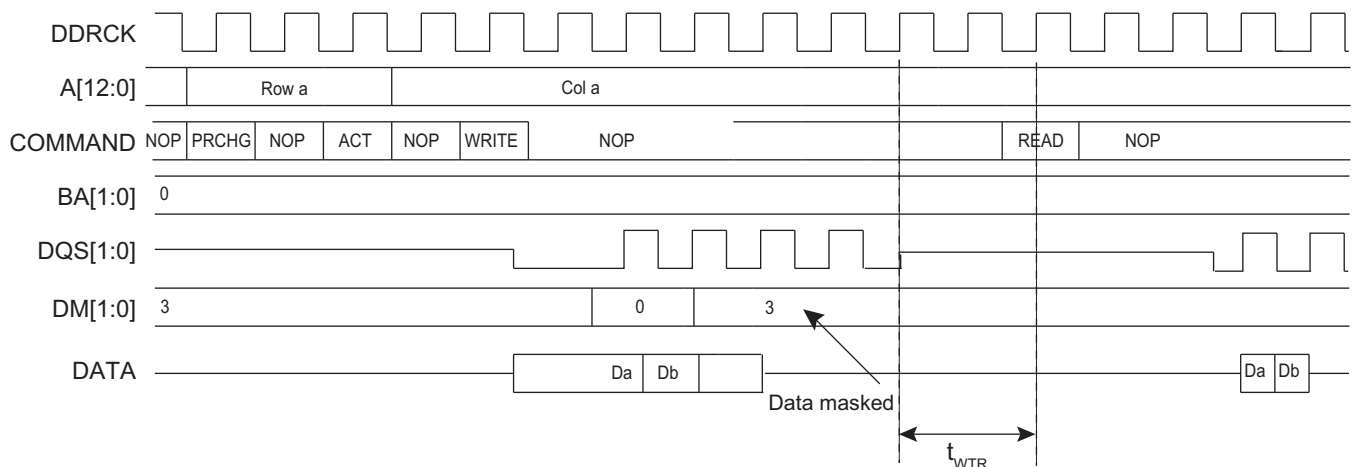 DDRCK
A[12:0] Row a Col a
COMMAND NOP PRCHG NOP ACT NOP WRITE NOP READ NOP
BA[1:0] 0
DQS[1:0]
DM[1:0] 3 0 3
DATA Da Db Da Db
Data masked
tWTR